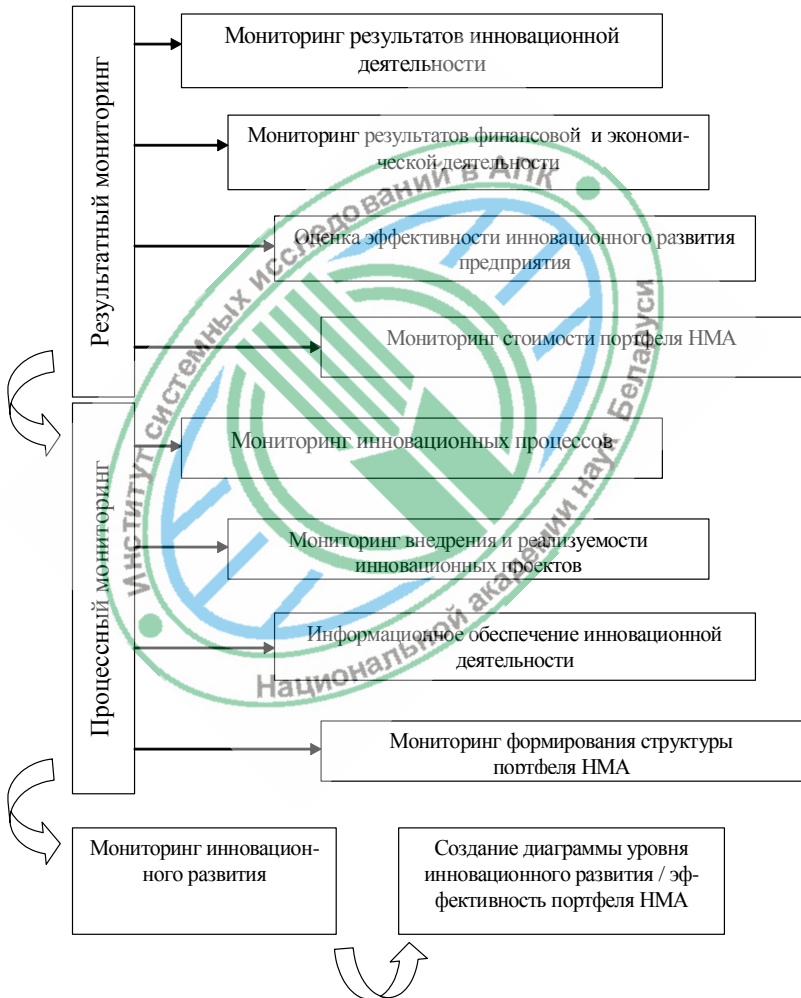 Результатный мониторинг
Мониторинг результатов инновационной
деятельности
Мониторинг результатов финансовой и экономи-
ческой деятельности
Оценка эффективности инновационного развития
предприятия
Мониторинг стоимости портфеля НМА
Процессный мониторинг
Мониторинг инновационных процессов
Мониторинг внедрения и реализуемости
инновационных проектов
Информационное обеспечение инновационной
деятельности
Мониторинг формирования структуры
портфеля НМА
Мониторинг инновацион-
ного развития
Создание диаграммы уровня
инновационного развития / эф-
фективность портфеля НМА
Институт системных исследований в АПК
Национальной академии наук Беларуси